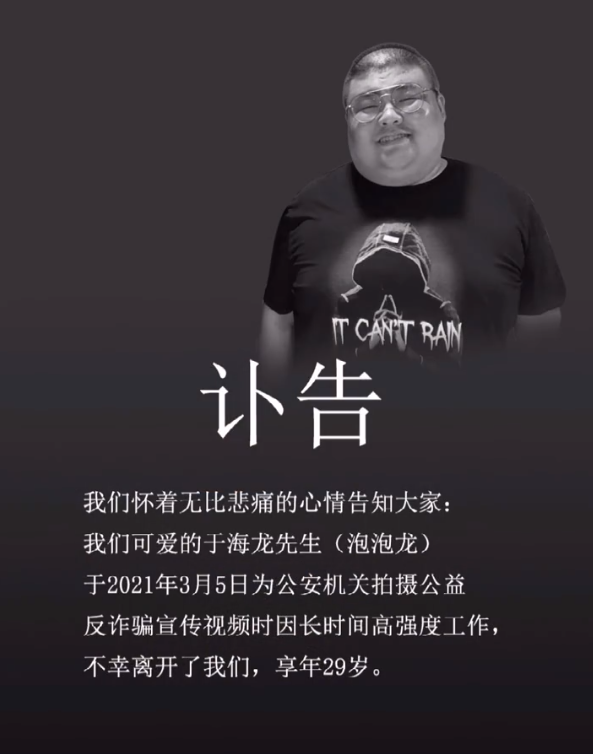 IT CAN'T RAIN
讣告
我们怀着无比悲痛的心情告知大家：
我们可爱的于海龙先生（泡泡龙）
于2021年3月5日为公安机关拍摄公益
反诈骗宣传视频时因长时间高强度工作，
不幸离开了我们，享年29岁。